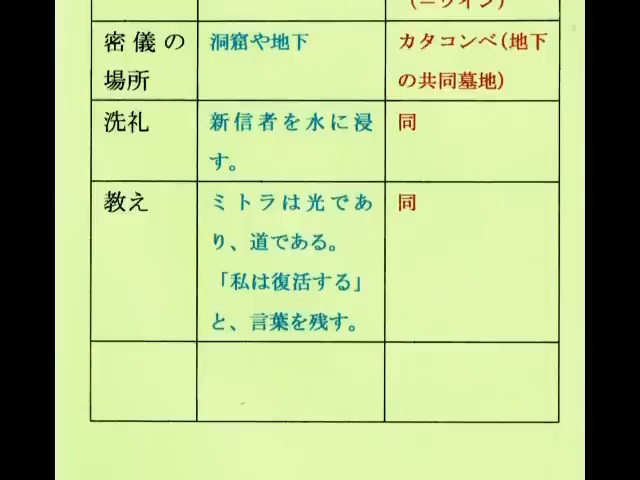 (＝ワイン)
密儀の
場所
洞窟や地下
カタコンベ(地下
の共同墓地)
洗礼
新信者を水に浸
す。
同
教え
ミトラは光であ
り、道である。
「私は復活する」
と、言葉を残す。
同